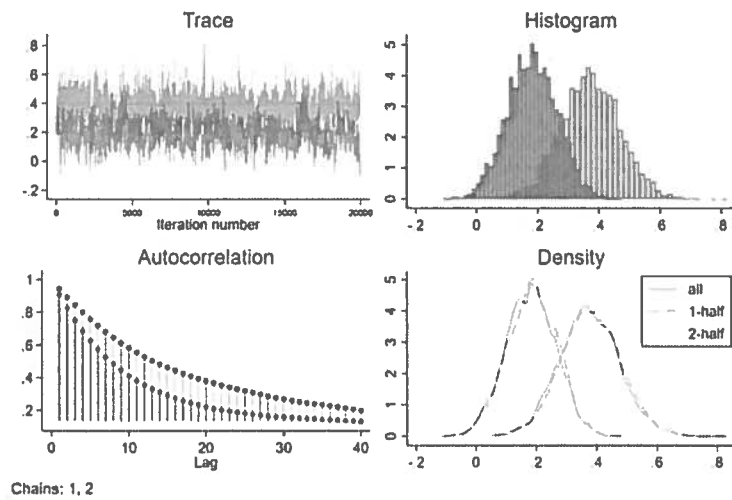 Trace
.8
.6
.4
.2
0
-.2
0 5000 10000 15000 20000
Iteration number
Histogram
5
4
3
2
1
0
-.2 0 .2 .4 .6 .8
Autocorrelation
1
.8
.6
.4
.2
0 10 20 30 40
Lag
Density
5
4
3
2
1
0
-.2 0 .2 .4 .6 .8
all
1-half
2-half
Chains: 1, 2